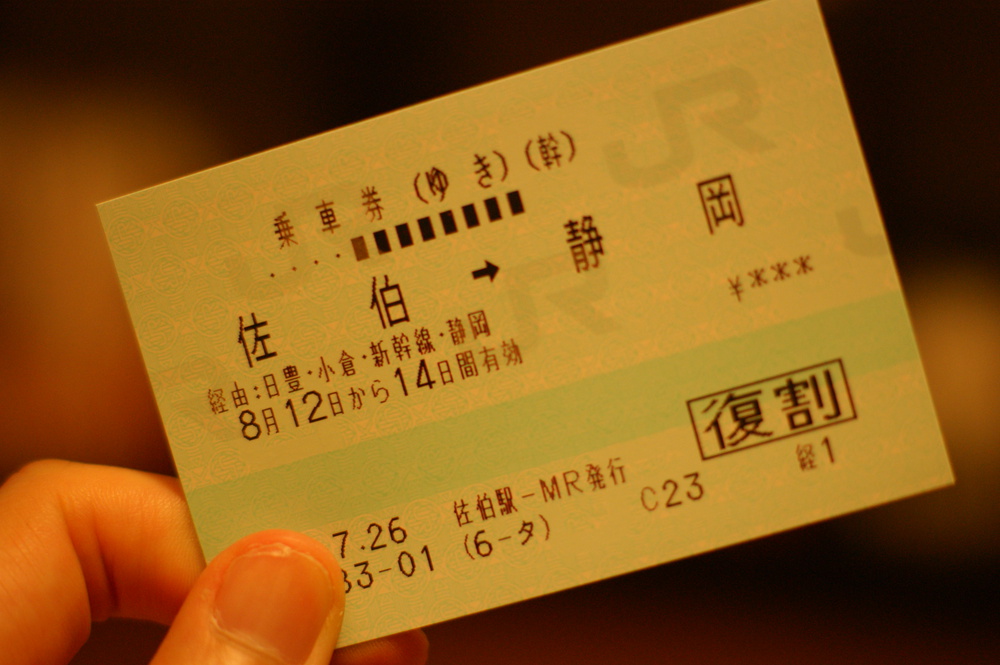 乗車券 (ゆき) (幹)
佐伯 → 静岡
経由:日豊・小倉・新幹線・静岡
8月12日から14日間有効
¥***
復割
7.26 佐伯駅-MR発行
33-01 (6-タ) C23
経1
JR
JR